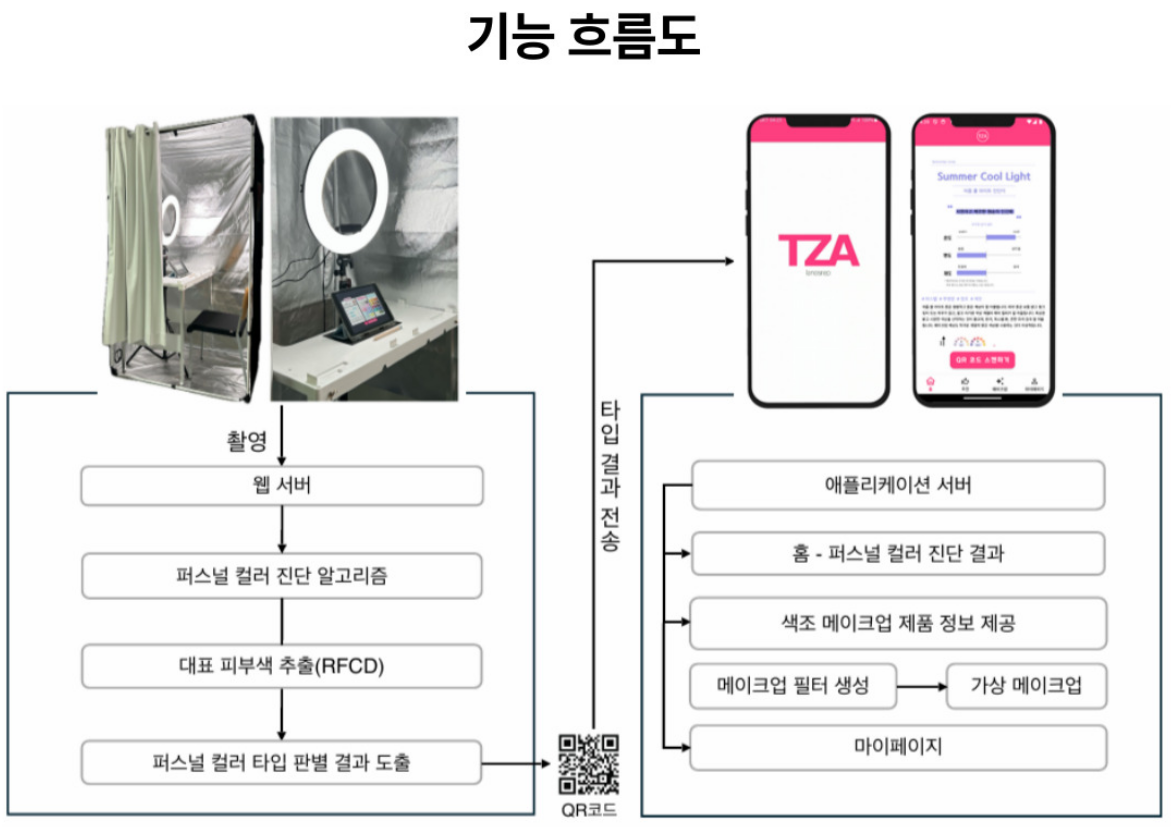 기능 흐름도
촬영
웹 서버
퍼스널 컬러 진단 알고리즘
대표 피부색 추출(RFCD)
퍼스널 컬러 타입 판별 결과 도출
QR코드
타입 결과 전송
TZA
Summer Cool Light
QR 코드 스캔하기
애플리케이션 서버
홈 - 퍼스널 컬러 진단 결과
색조 메이크업 제품 정보 제공
메이크업 필터 생성
가상 메이크업
마이페이지